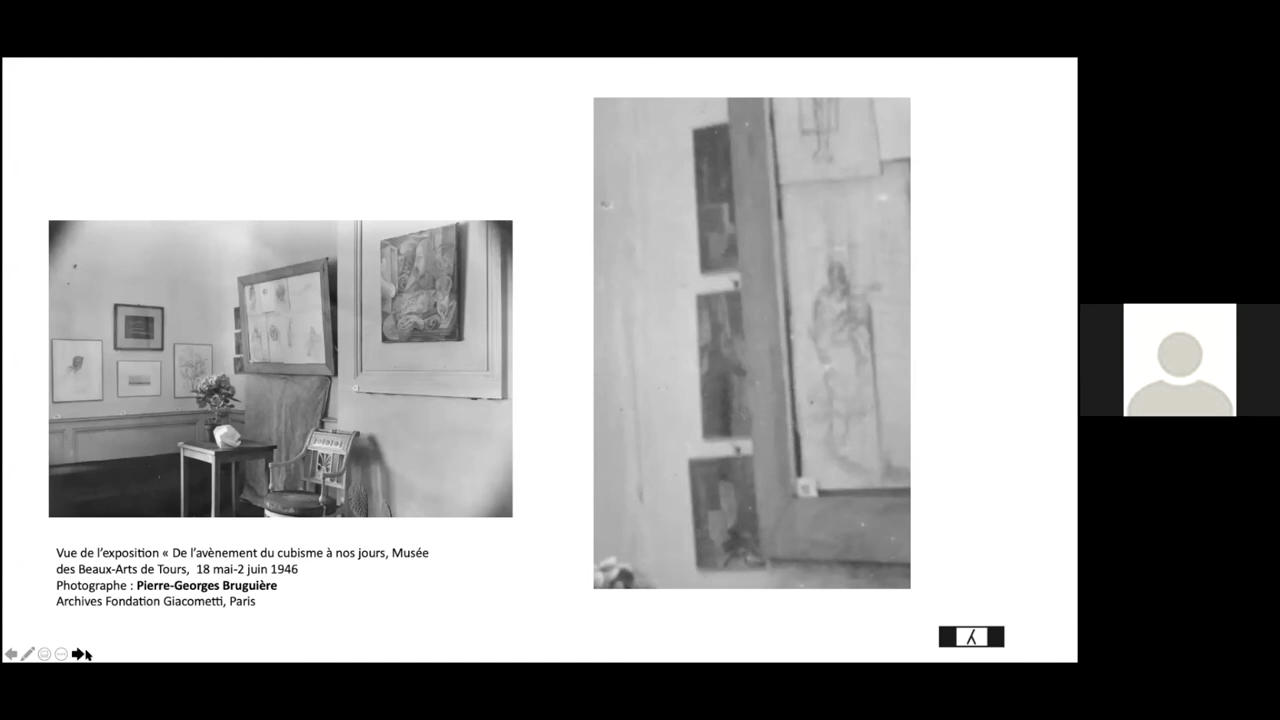 Vue de l’exposition « De l’avènement du cubisme à nos jours, Musée
des Beaux-Arts de Tours,  18 mai-2 juin 1946
Photographe : Pierre-Georges Bruguière
Archives Fondation Giacometti, Paris